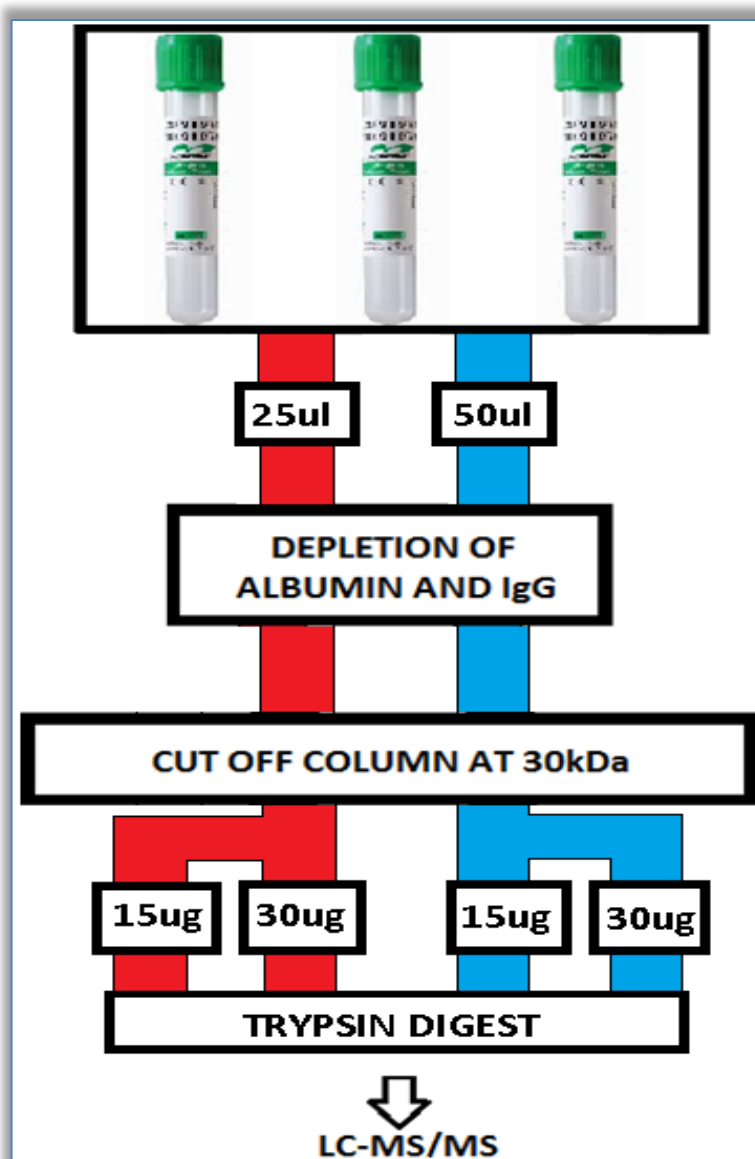 25ul 50ul
DEPLETION OF
ALBUMIN AND IgG
CUT OFF COLUMN AT 30kDa
15ug 30ug 15ug 30ug
TRYPSIN DIGEST
LC-MS/MS